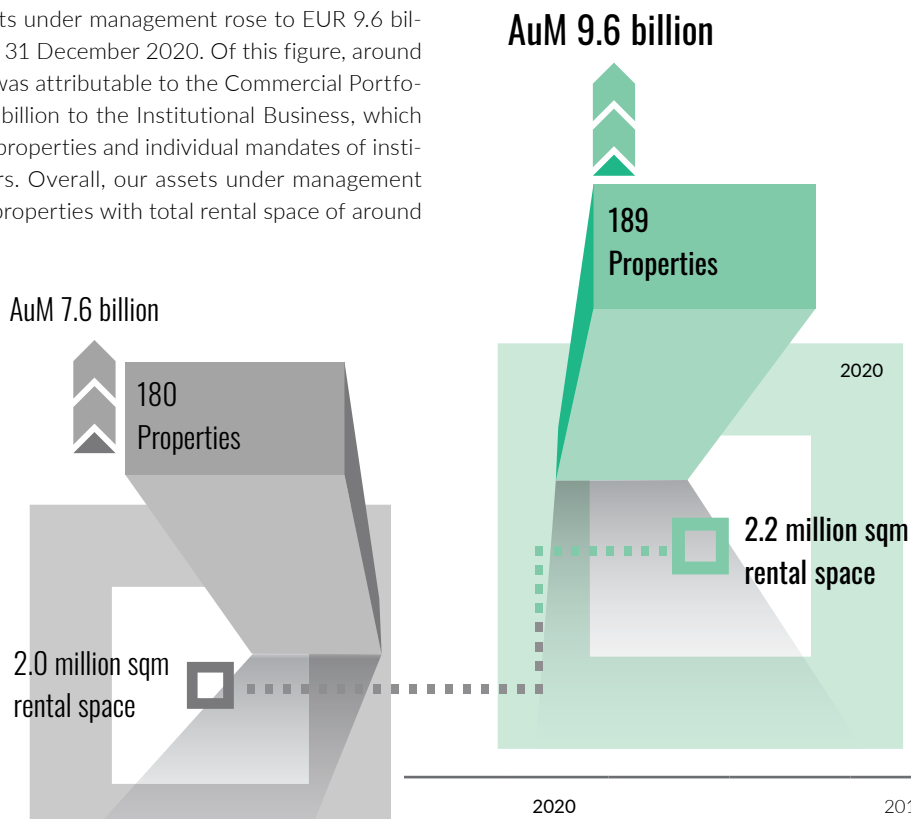 ts under management rose to EUR 9.6 bil-
31 December 2020. Of this figure, around
was attributable to the Commercial Portfo-
billion to the Institutional Business, which
properties and individual mandates of insti-
rs. Overall, our assets under management
properties with total rental space of around
AuM 9.6 billion
189
Properties
2020
2.2 million sqm
rental space
AuM 7.6 billion
180
Properties
2.0 million sqm
rental space
2020
201